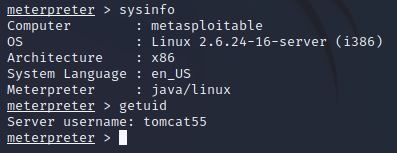 meterpreter > sysinfo
Computer        : metasploitable
OS              : Linux 2.6.24-16-server (i386)
Architecture    : x86
System Language : en_US
Meterpreter     : java/linux
meterpreter > getuid
Server username: tomcat55
meterpreter >